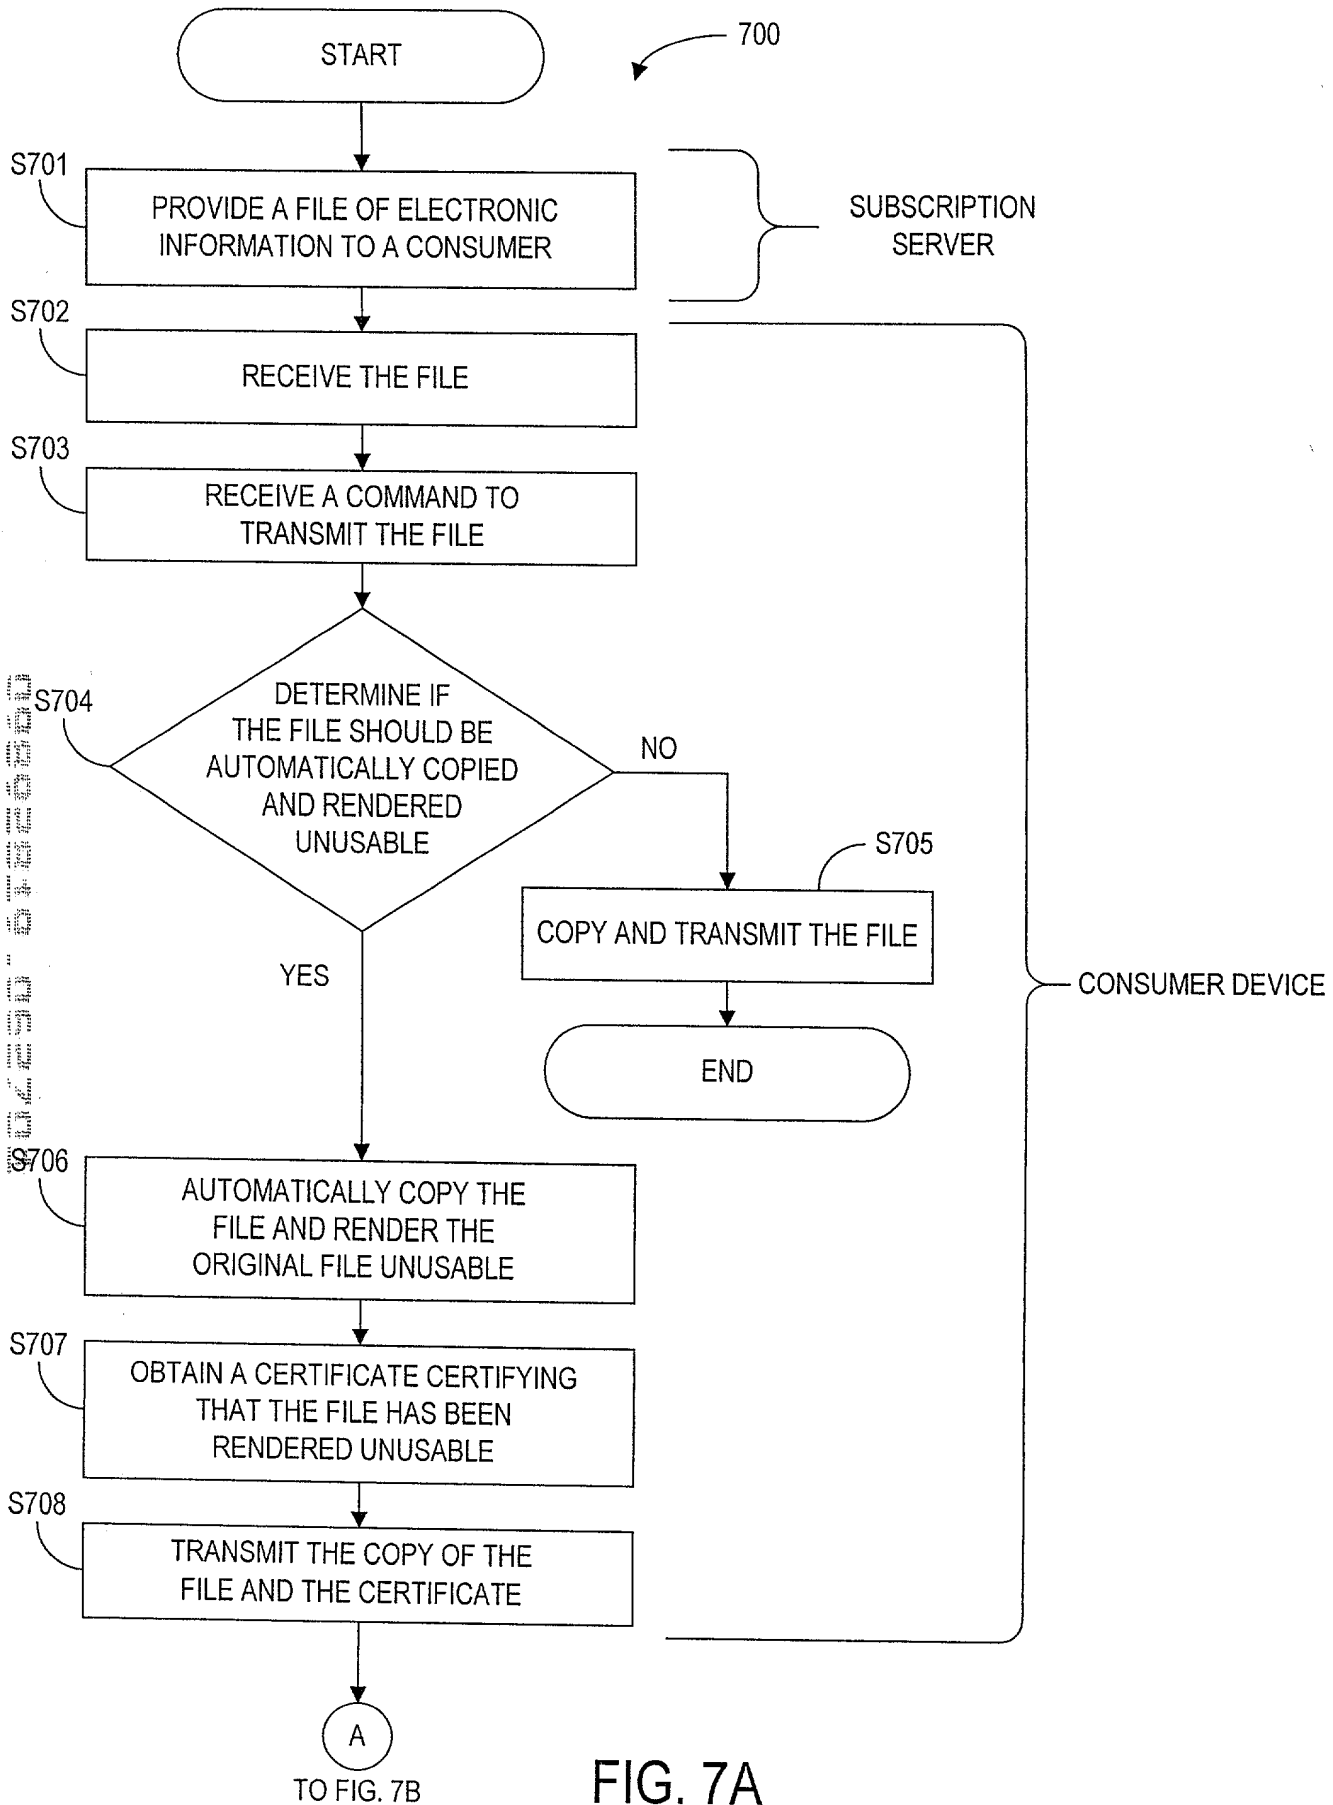 START
700
S701
PROVIDE A FILE OF ELECTRONIC
INFORMATION TO A CONSUMER
SUBSCRIPTION
SERVER
S702
RECEIVE THE FILE
S703
RECEIVE A COMMAND TO
TRANSMIT THE FILE
S704
DETERMINE IF
THE FILE SHOULD BE
AUTOMATICALLY COPIED
AND RENDERED
UNUSABLE
NO
S705
COPY AND TRANSMIT THE FILE
YES
CONSUMER DEVICE
END
S706
AUTOMATICALLY COPY THE
FILE AND RENDER THE
ORIGINAL FILE UNUSABLE
S707
OBTAIN A CERTIFICATE CERTIFYING
THAT THE FILE HAS BEEN
RENDERED UNUSABLE
S708
TRANSMIT THE COPY OF THE
FILE AND THE CERTIFICATE
A
TO FIG. 7B
FIG. 7A